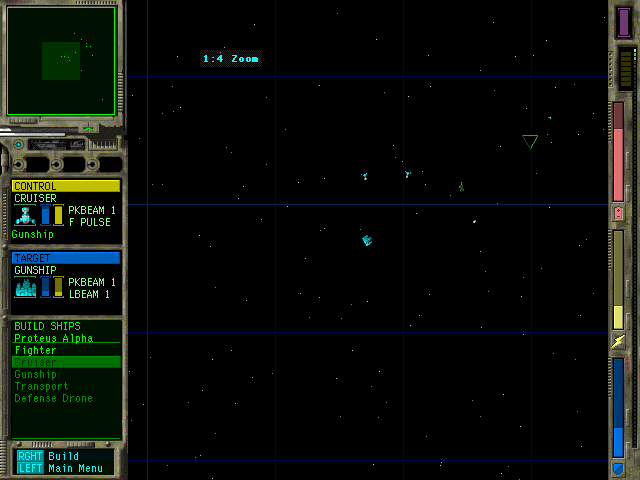 1:4 Zoom
CONTROL
CRUISER
PKBEAM 1
F PULSE
Gunship
TARGET
GUNSHIP
PKBEAM 1
LBEAM 1
BUILD SHIPS
Proteus Alpha
Fighter
Cruiser
Gunship
Transport
Defense Drone
RGHT Build
LEFT Main Menu